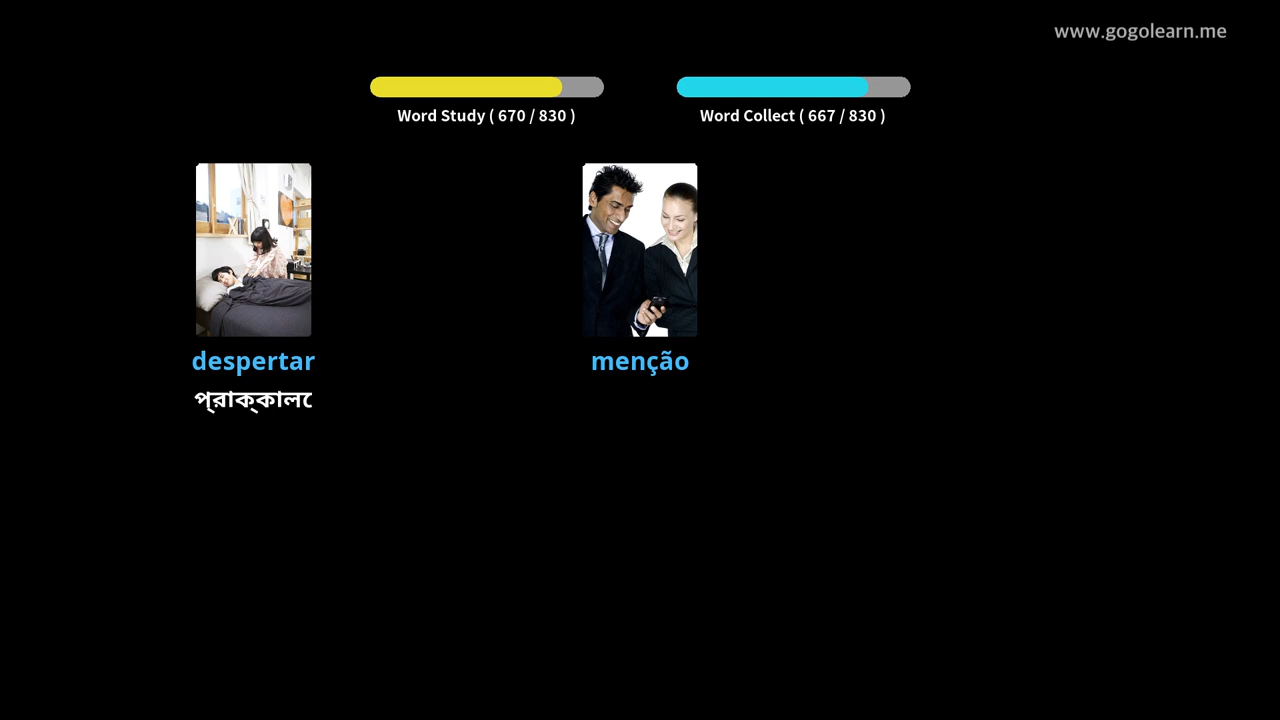 www.gogolearn.me
Word Study ( 670 / 830 )
Word Collect ( 667 / 830 )
despertar
menção
প্রাক্কালে